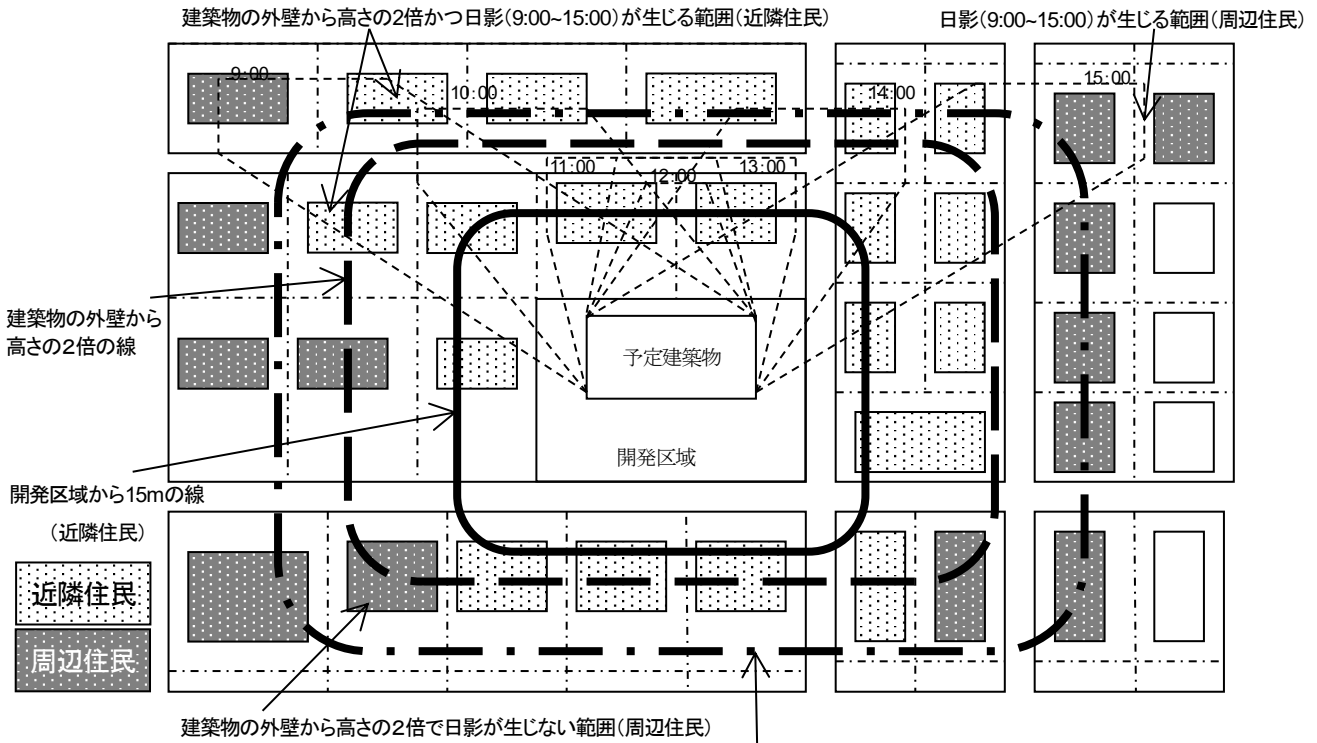 建築物の外壁から高さの2倍かつ日影(9:00~15:00)が生じる範囲(近隣住民)
日影(9:00~15:00)が生じる範囲(周辺住民)
9:00
10:00
14:00
15:00
11:00
12:00
13:00
建築物の外壁から
高さの2倍の線
予定建築物
開発区域
開発区域から15mの線
(近隣住民)
近隣住民
周辺住民
建築物の外壁から高さの2倍で日影が生じない範囲(周辺住民)